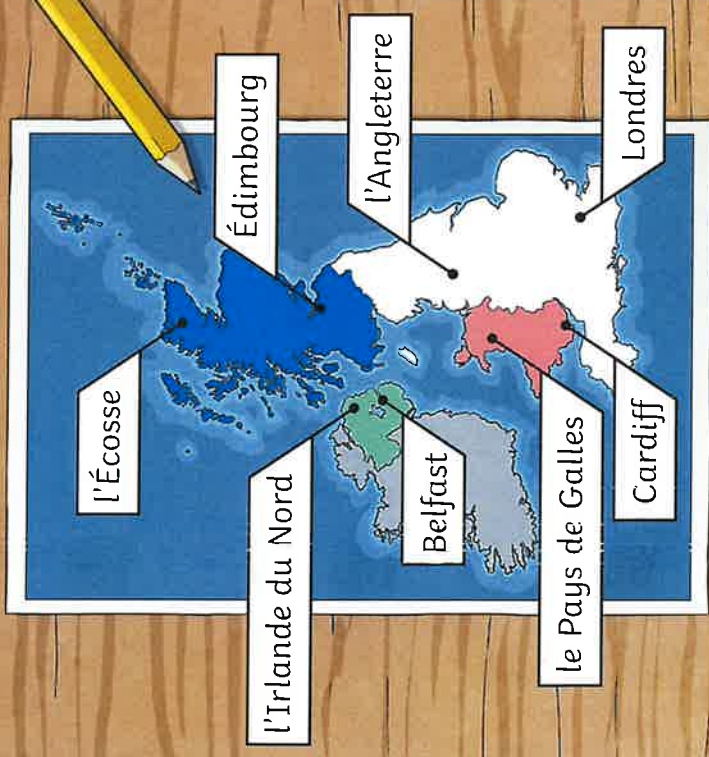 l'Écosse
Édimbourg
l'Irlande du Nord
l'Angleterre
Belfast
le Pays de Galles
Cardiff
Londres